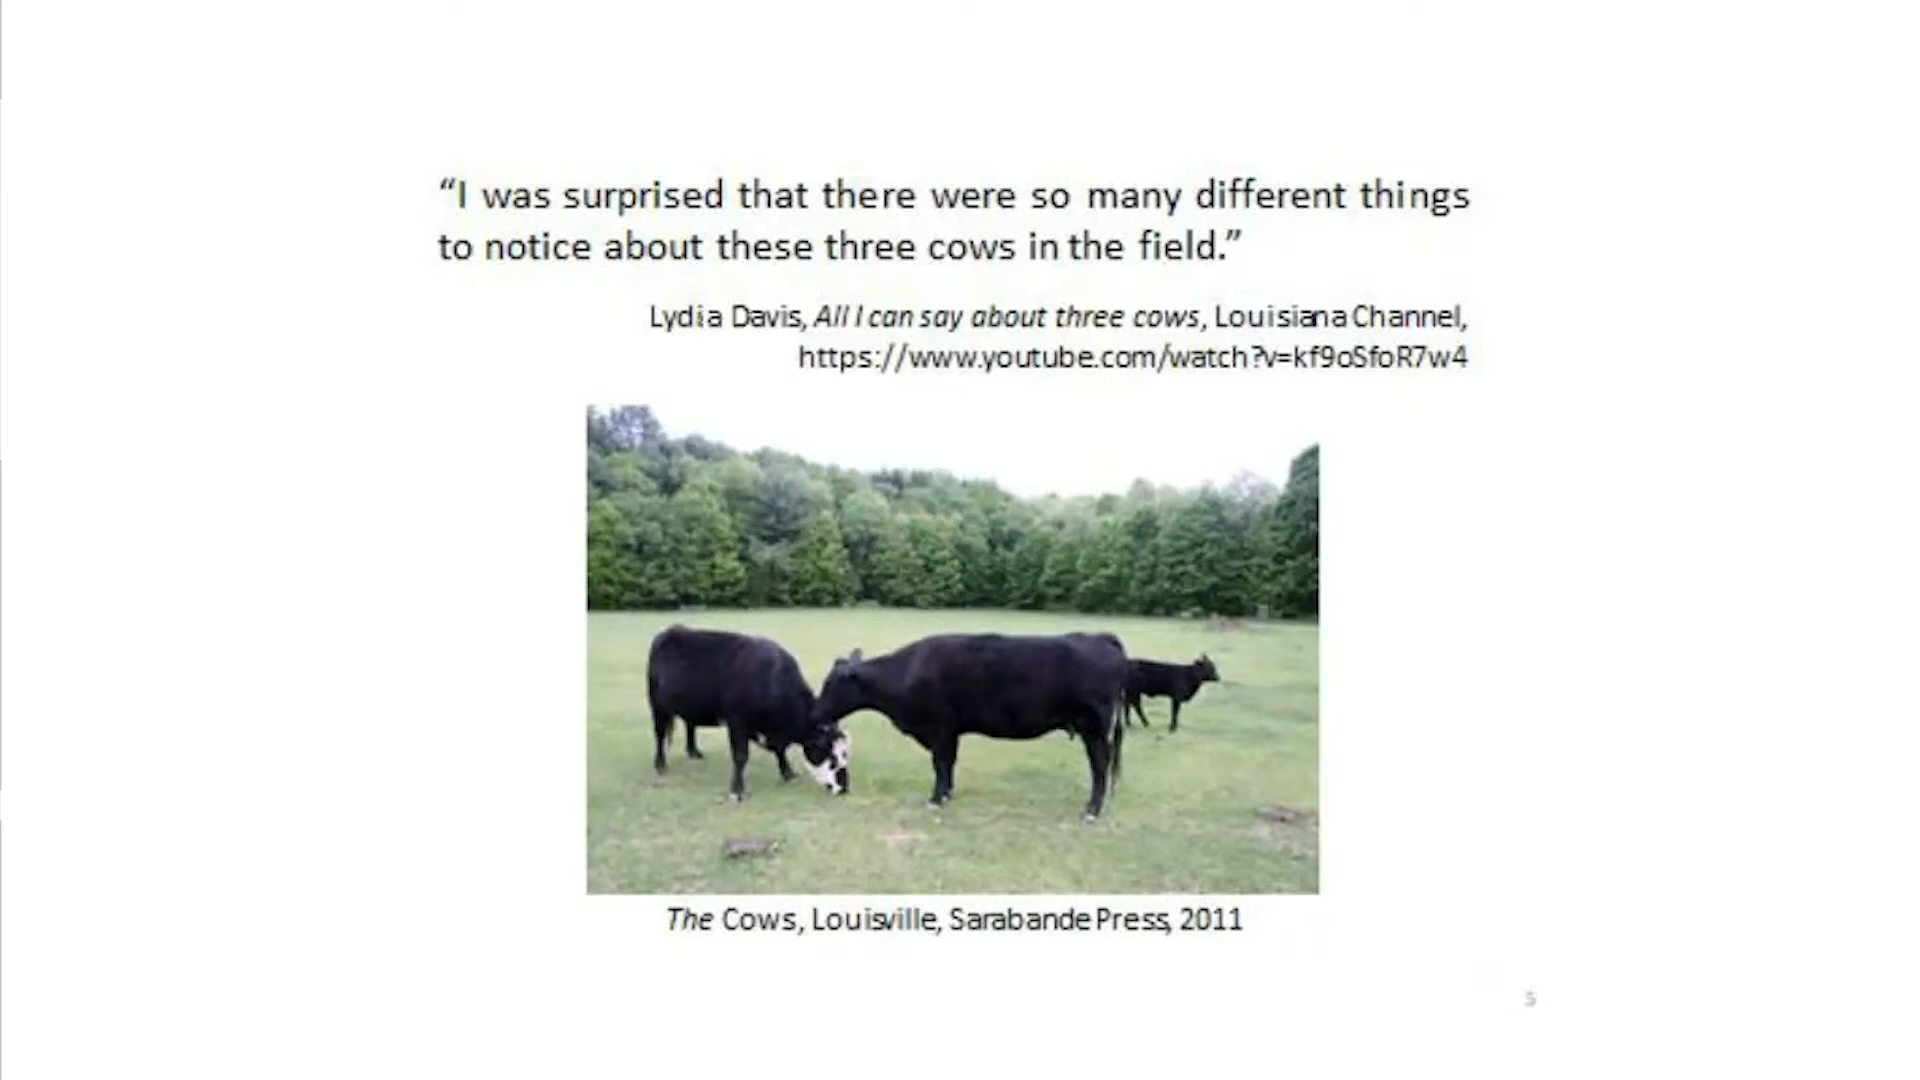 “I was surprised that there were so many different things
to notice about these three cows in the field.”
Lydia Davis, All I can say about three cows, Louisiana Channel,
https://www.youtube.com/watch?v=kf9oSfoR7w4
The Cows, Louisville, Sarabande Press, 2011
5